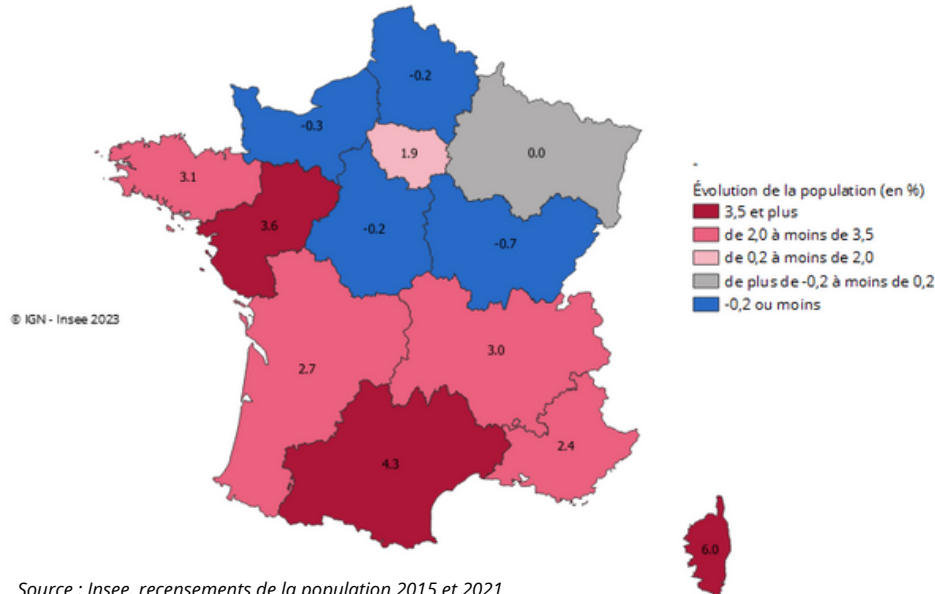 -0.2
-0.3
1.9
0.0
3.1
3.6
-0.2
-0.7
Évolution de la population (en %)
3,5 et plus
de 2,0 à moins de 3,5
de 0,2 à moins de 2,0
de plus de -0,2 à moins de 0,2
-0,2 ou moins
© IGN - Insee 2023
2.7
3.0
2.4
4.3
6.0
Source : Insee, recensements de la population 2015 et 2021